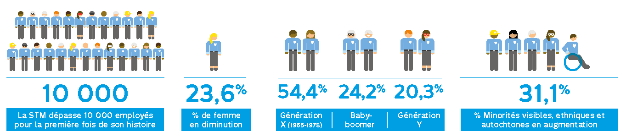 10 000
La STM dépasse 10 000 employés
pour la première fois de son histoire
23,6%
% de femme
en diminution
54,4%
Génération
X (1965-1976)
24,2%
Baby-
boomer
20,3%
Génération
Y
31,1%
% Minorités visibles, ethniques et
autochtones en augmentation